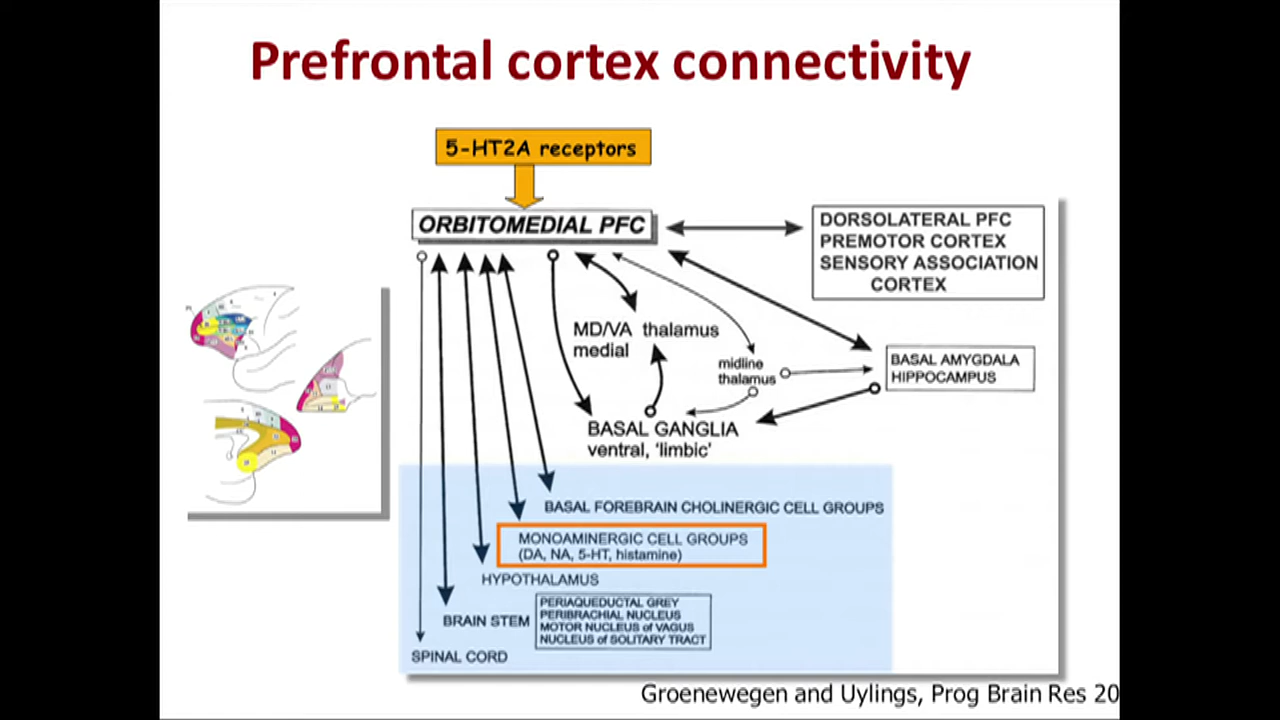 Prefrontal cortex connectivity
5-HT2A receptors
ORBITOMEDIAL PFC
DORSOLATERAL PFC
PREMOTOR CORTEX
SENSORY ASSOCIATION
CORTEX
MD/VA thalamus
medial
midline
thalamus
BASAL AMYGDALA
HIPPOCAMPUS
BASAL GANGLIA
ventral, 'limbic'
BASAL FOREBRAIN CHOLINERGIC CELL GROUPS
MONOAMINERGIC CELL GROUPS
(DA, NA, 5-HT, histamine)
HYPOTHALAMUS
BRAIN STEM
PERIAQUEDUCTAL GREY
PERIBRACHIAL NUCLEUS
MOTOR NUCLEUS of VAGUS
NUCLEUS of SOLITARY TRACT
SPINAL CORD
Groenewegen and Uylings, Prog Brain Res 20